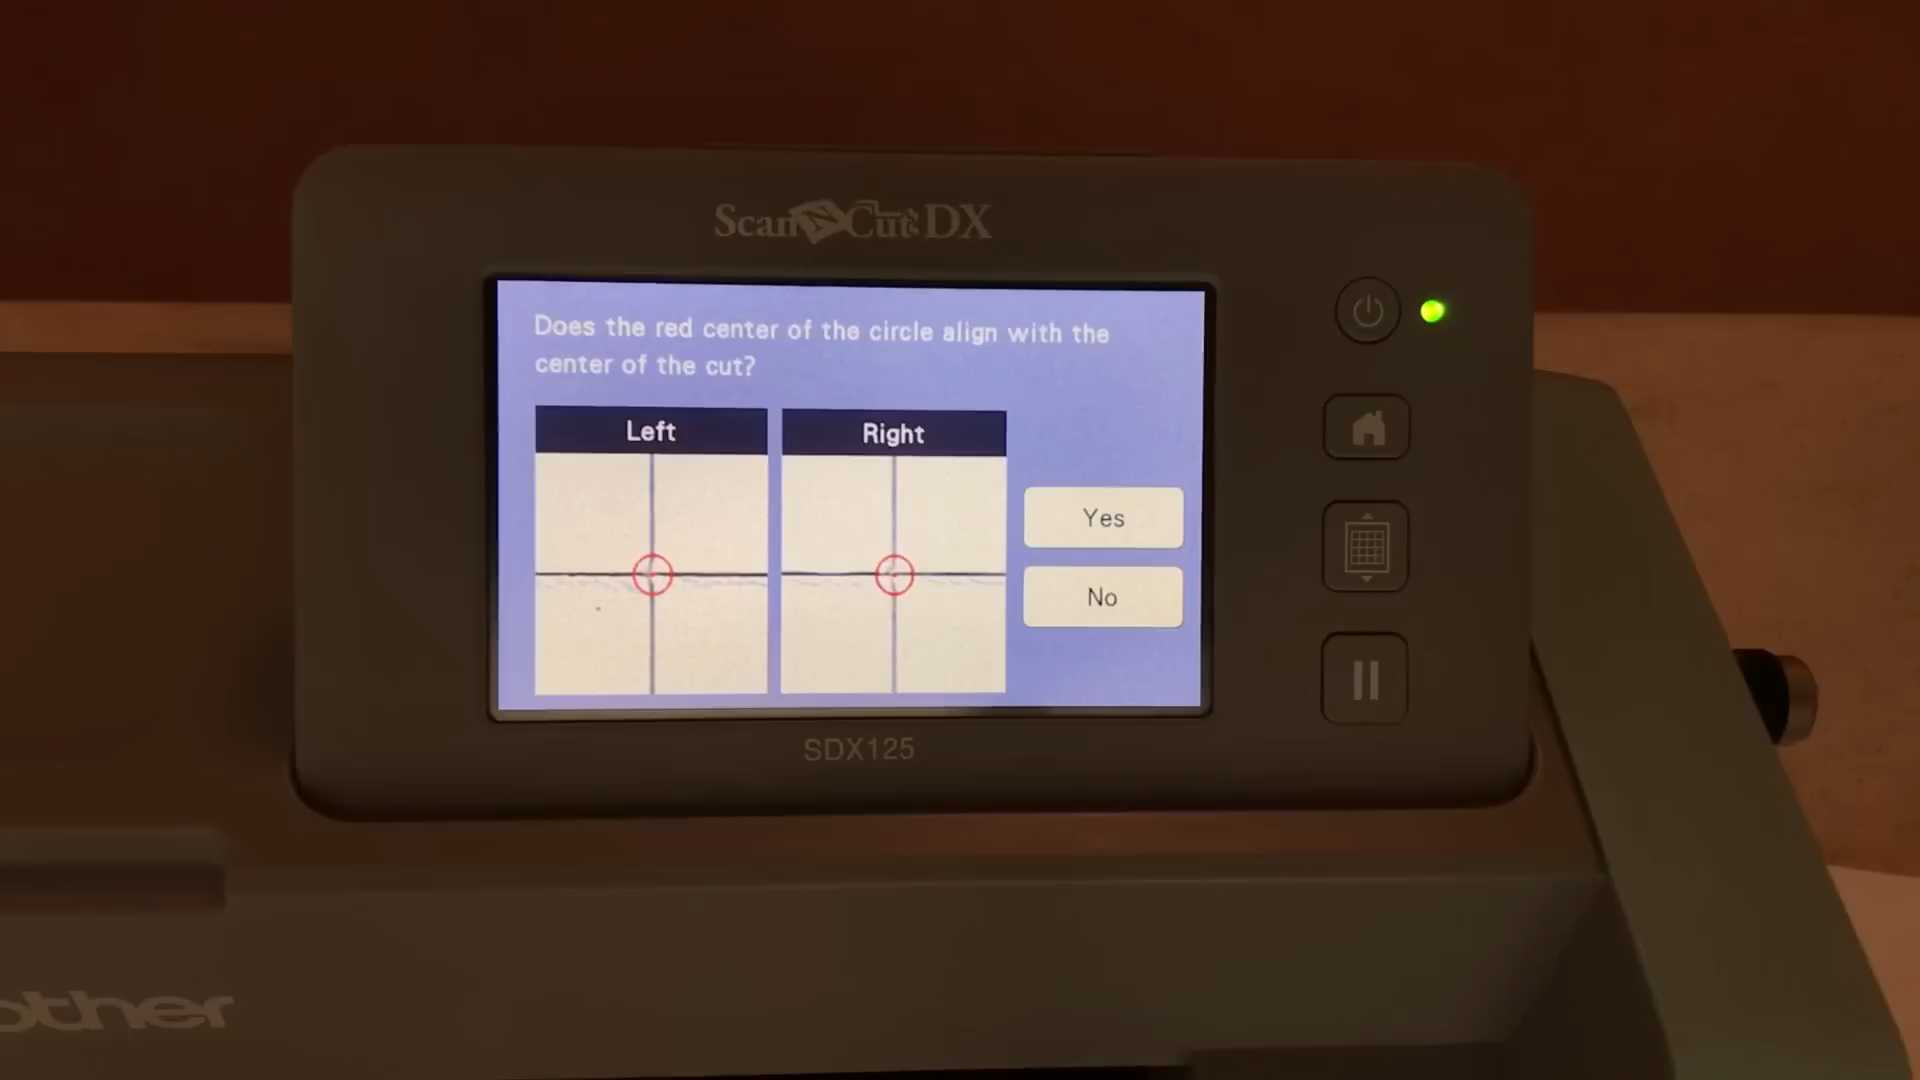 ScanNCut DX
Does the red center of the circle align with the
center of the cut?
Left
Right
Yes
No
SDX125
other